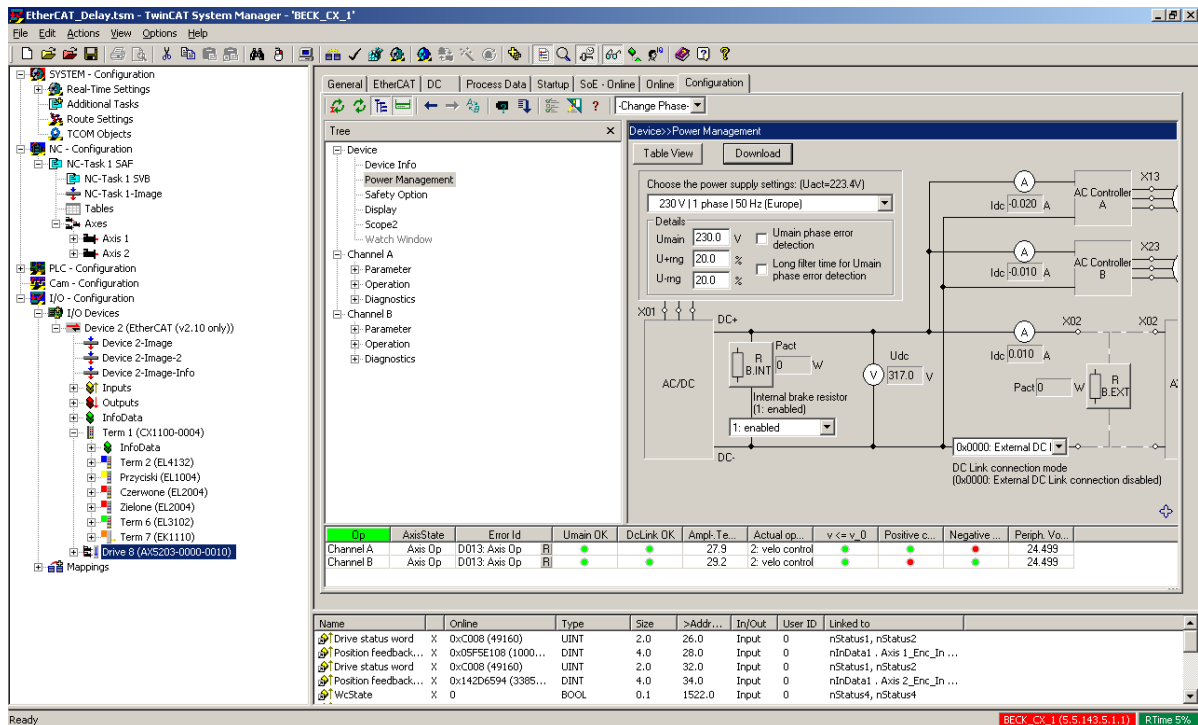 EtherCAT_Delay.tsm - TwinCAT System Manager - 'BECK_CX_1'
File Edit Actions View Options Help
SYSTEM - Configuration
Real-Time Settings
Additional Tasks
Route Settings
TCOM Objects
NC - Configuration
NC-Task 1 SAF
NC-Task 1 SVB
NC-Task 1-Image
Tables
Axes
Axis 1
Axis 2
PLC - Configuration
Cam - Configuration
I/O - Configuration
I/O Devices
Device 2 (EtherCAT (v2.10 only))
Device 2-Image
Device 2-Image-2
Device 2-Image-Info
Inputs
Outputs
InfoData
Term 1 (CX1100-0004)
InfoData
Term 2 (EL4132)
Przyciski (EL1004)
Czerwone (EL2004)
Zielone (EL2004)
Term 6 (EL3102)
Term 7 (EK1110)
Drive 8 (AX5203-0000-0010)
Mappings
General EtherCAT DC Process Data Startup SoE - Online Online Configuration
-Change Phase-
Tree
Device
Device Info
Power Management
Safety Option
Display
Scope2
Watch Window
Channel A
Parameter
Operation
Diagnostics
Channel B
Parameter
Operation
Diagnostics
Device>>Power Management
Table View Download
Choose the power supply settings: (Uact=223.4V)
230 V | 1 phase | 50 Hz (Europe)
Details
Umain 230.0 V
U+rng 20.0 %
U-rng 20.0 %
Umain phase error
detection
Long filter time for Umain
phase error detection
A
Idc -0.020 A
AC Controller
A
X13
A
Idc -0.010 A
AC Controller
B
X23
X01
DC+
AC/DC
DC-
R
B.INT
Pact
0 W
Internal brake resistor
(1: enabled)
1: enabled
V
Udc
317.0 V
A
Idc 0.010 A
X02 X02
Pact 0 W
R
B.EXT
0x0000: External DC l
DC Link connection mode
(0x0000: External DC Link connection disabled)
Op AxisState Error Id Umain OK DcLink OK Ampl-.Te... Actual op... v <= v_0 Positive c... Negative ... Periph. Vo...
Channel A Axis Op D013: Axis Op R 27.9 2: velo control 24.499
Channel B Axis Op D013: Axis Op R 29.2 2: velo control 24.499
Name Online Type Size >Addr... In/Out User ID Linked to
Drive status word X 0xC008 (49160) UINT 2.0 26.0 Input 0 nStatus1, nStatus2
Position feedback... X 0x05F5E108 (1000... DINT 4.0 28.0 Input 0 nInData1 . Axis 1_Enc_In ...
Drive status word X 0xC008 (49160) UINT 2.0 32.0 Input 0 nStatus1, nStatus2
Position feedback... X 0x142D6594 (3385... DINT 4.0 34.0 Input 0 nInData1 . Axis 2_Enc_In ...
WcState X 0 BOOL 0.1 1522.0 Input 0 nStatus4, nStatus4
Ready
BECK_CX_1 (5.5.143.5.1.1) RTime 5%